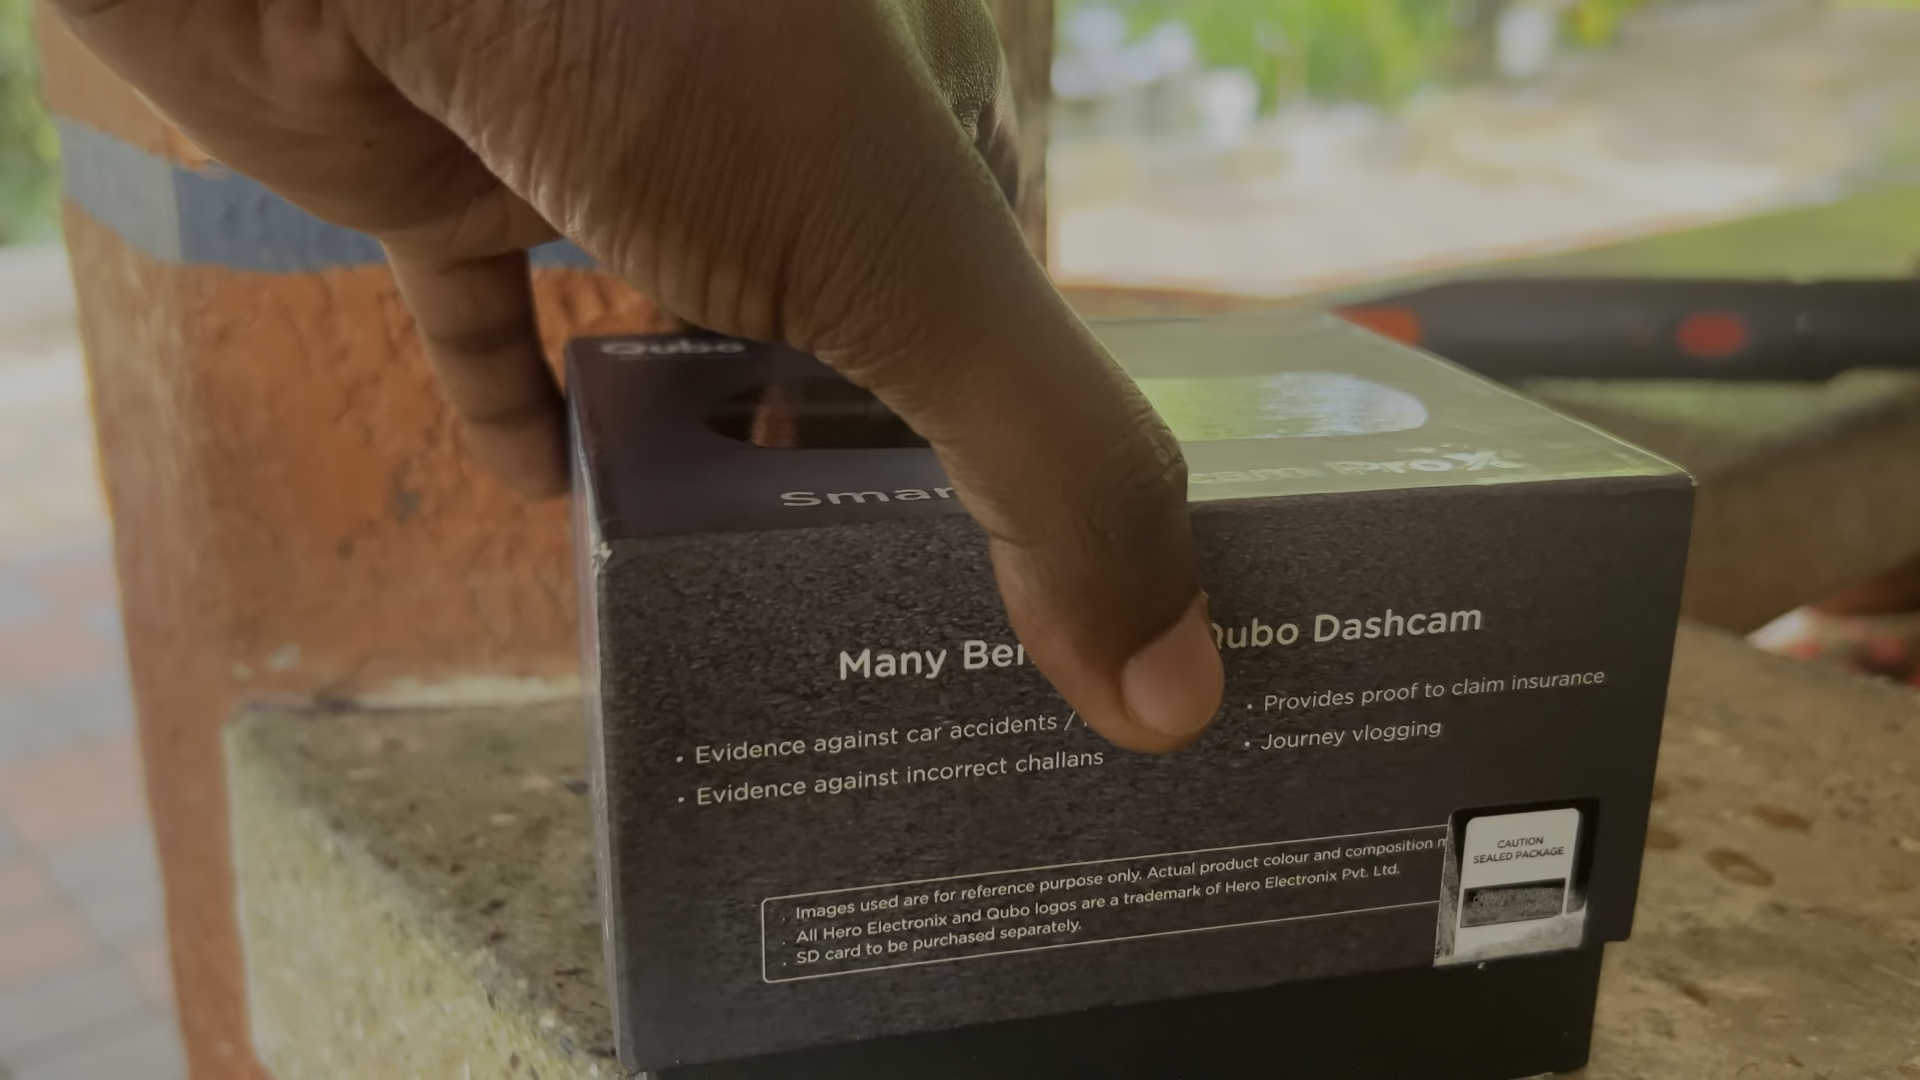 Qubo
Smar cam ProX
Many Ben Qubo Dashcam
• Evidence against car accidents /
• Evidence against incorrect challans
• Provides proof to claim insurance
• Journey vlogging
CAUTION
SEALED PACKAGE
. Images used are for reference purpose only. Actual product colour and composition m
. All Hero Electronix and Qubo logos are a trademark of Hero Electronix Pvt. Ltd.
. SD card to be purchased separately.